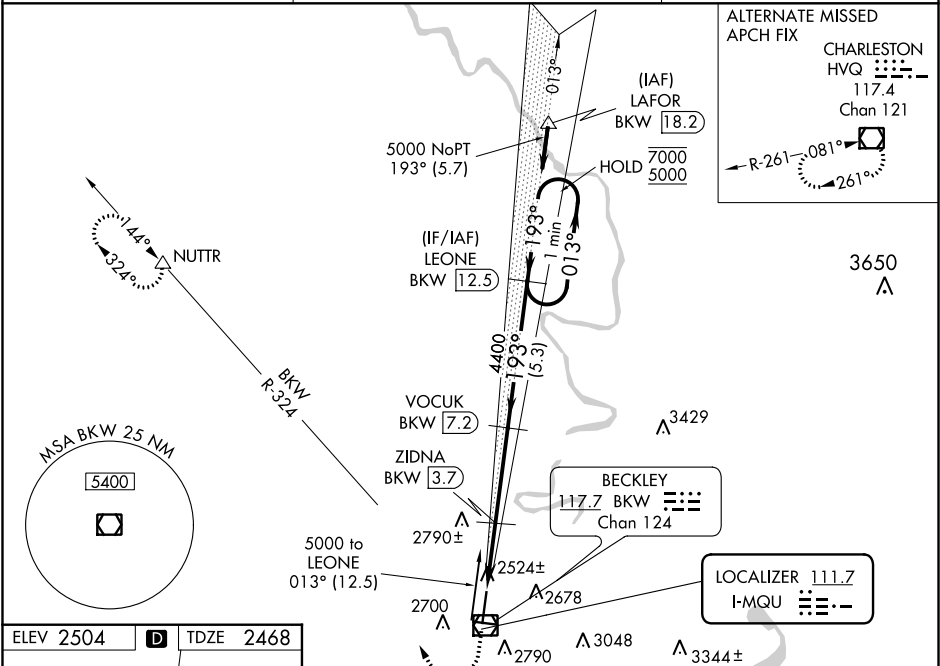 ALTERNATE MISSED
APCH FIX
CHARLESTON
HVQ
117.4
Chan 121
R-261
081°
261°
013°
(IAF)
LAFOR
BKW 18.2
5000 NoPT
193° (5.7)
HOLD 7000
5000
193°
1 min
013°
(IF/IAF)
LEONE
BKW 12.5
144°
324°
NUTTR
3650
4400
193°
(5.3)
BKW
R-324
VOCUK
BKW 7.2
3429
ZIDNA
BKW 3.7
MSA BKW 25 NM
5400
BECKLEY
117.7 BKW
Chan 124
2790±
5000 to
LEONE
013° (12.5)
2524±
2678
LOCALIZER 111.7
I-MQU
2700
2790
3048
3344±
ELEV 2504 D TDZE 2468